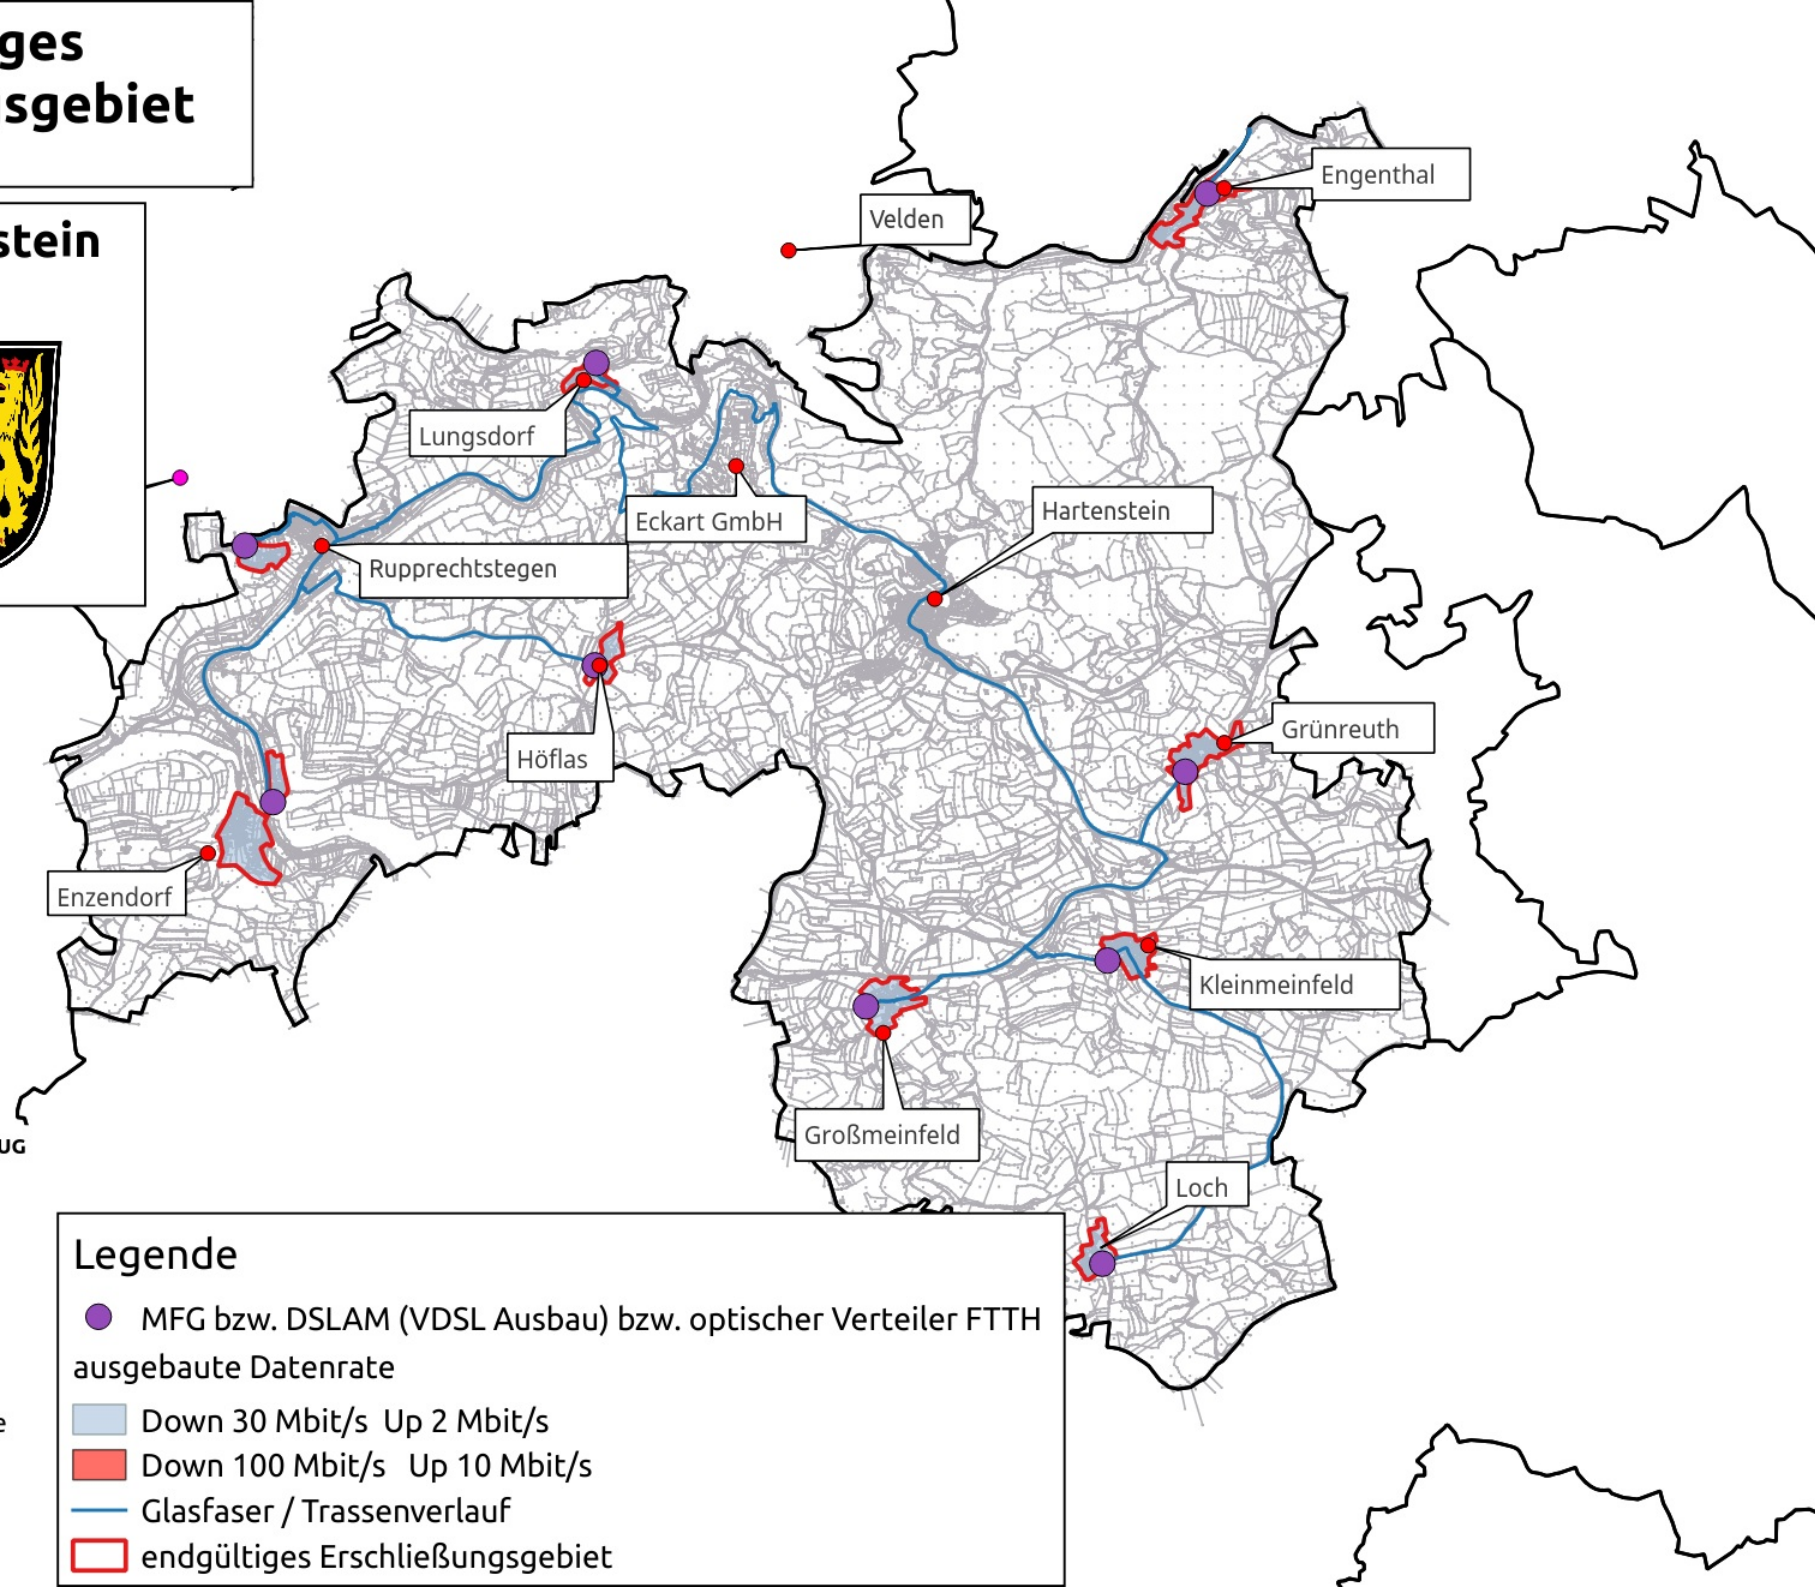 ges
sgebiet
stein
Engenthal
Velden
Lungsdorf
Eckart GmbH
Hartenstein
Rupprechtstegen
Höflas
Grünreuth
Enzendorf
Kleinmeinfeld
Großmeinfeld
UG
Loch
Legende
MFG bzw. DSLAM (VDSL Ausbau) bzw. optischer Verteiler FTTH
ausgebaute Datenrate
e
Down 30 Mbit/s Up 2 Mbit/s
Down 100 Mbit/s Up 10 Mbit/s
Glasfaser / Trassenverlauf
endgültiges Erschließungsgebiet